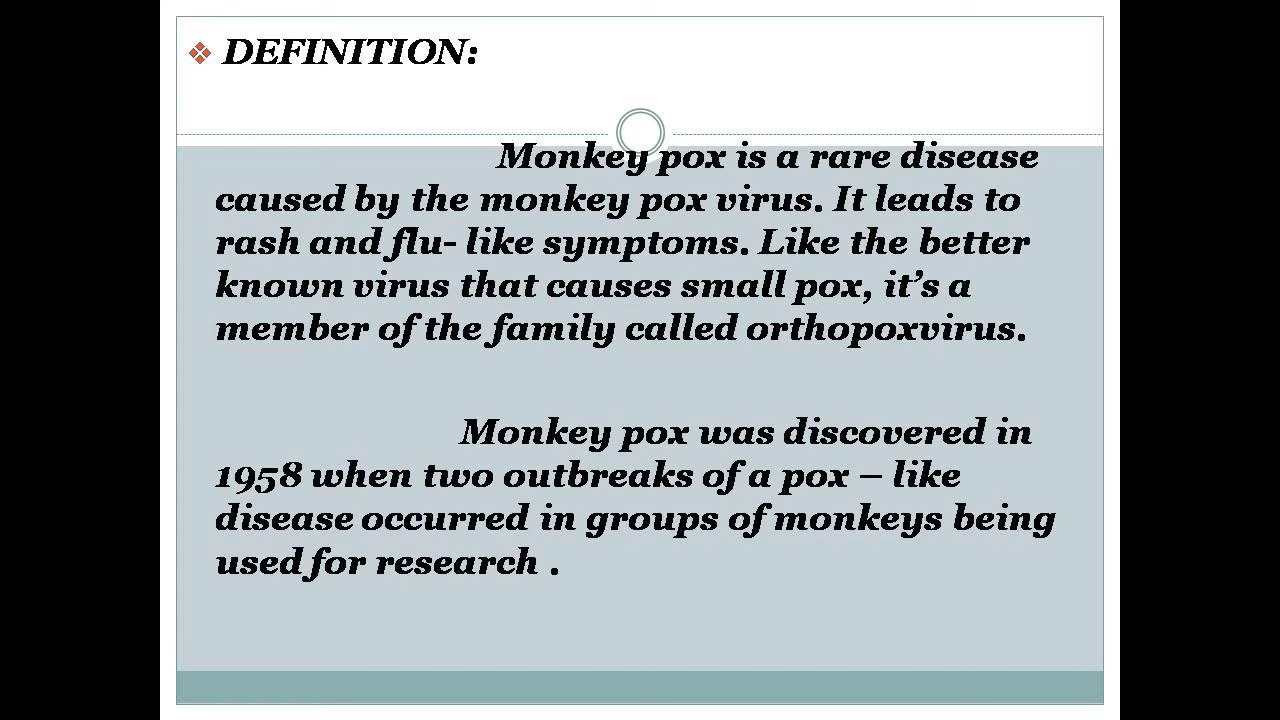 DEFINITION:
Monkey pox is a rare disease
caused by the monkey pox virus. It leads to
rash and flu- like symptoms. Like the better
known virus that causes small pox, it’s a
member of the family called orthopoxvirus.
Monkey pox was discovered in
1958 when two outbreaks of a pox – like
disease occurred in groups of monkeys being
used for research .